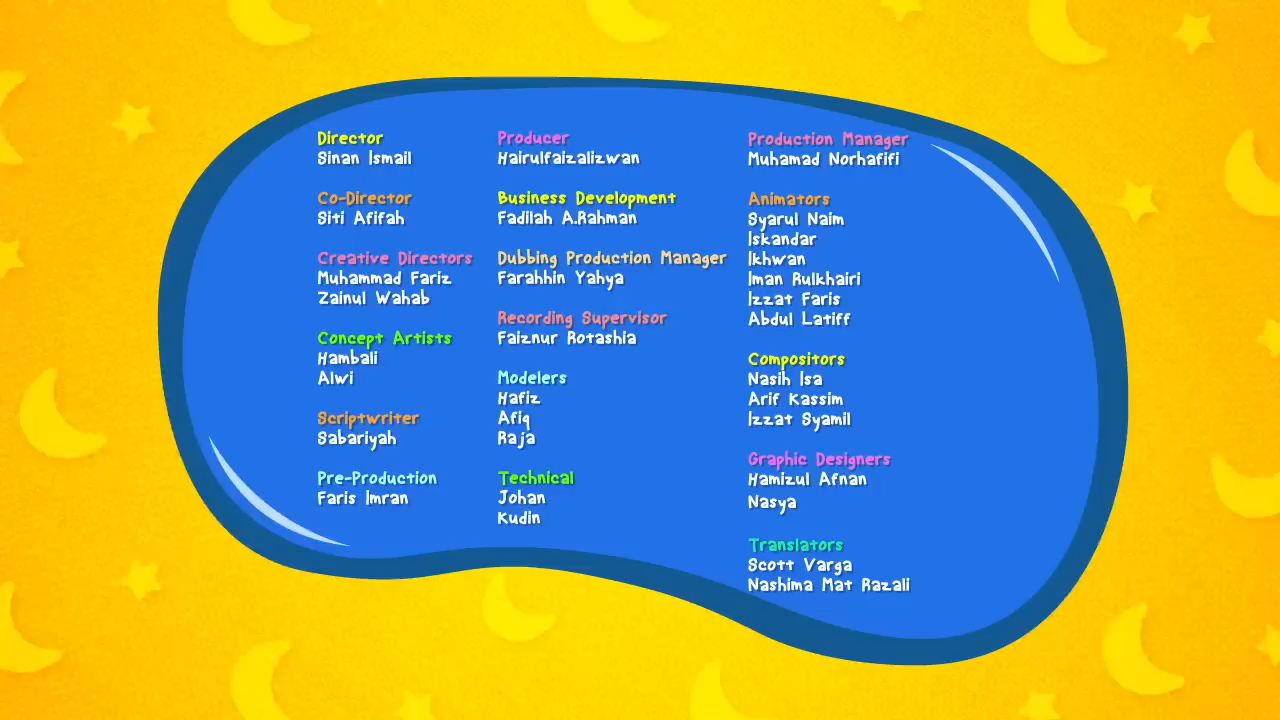 Director
Sinan Ismail
Co-Director
Siti Afifah
Creative Directors
Muhammad Fariz
Zainul Wahab
Concept Artists
Hambali
Alwi
Scriptwriter
Sabariyah
Pre-Production
Faris Imran
Producer
Hairulfaizalizwan
Business Development
Fadilah A.Rahman
Dubbing Production Manager
Farahhin Yahya
Recording Supervisor
Faiznur Rotashia
Modelers
Hafiz
Afiq
Raja
Technical
Johan
Kudin
Production Manager
Muhamad Norhafifi
Animators
Syarul Naim
Iskandar
Ikhwan
Iman Rulkhairi
Izzat Faris
Abdul Latiff
Compositors
Nasih Isa
Arif Kassim
Izzat Syamil
Graphic Designers
Hamizul Afnan
Nasya
Translators
Scott Varga
Nashima Mat Razali